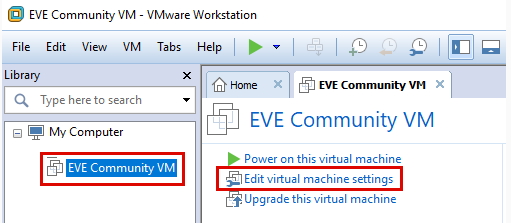 EVE Community VM - VMware Workstation
File Edit View VM Tabs Help
Library
Type here to search
My Computer
EVE Community VM
Home
EVE Community VM
EVE Community VM
Power on this virtual machine
Edit virtual machine settings
Upgrade this virtual machine